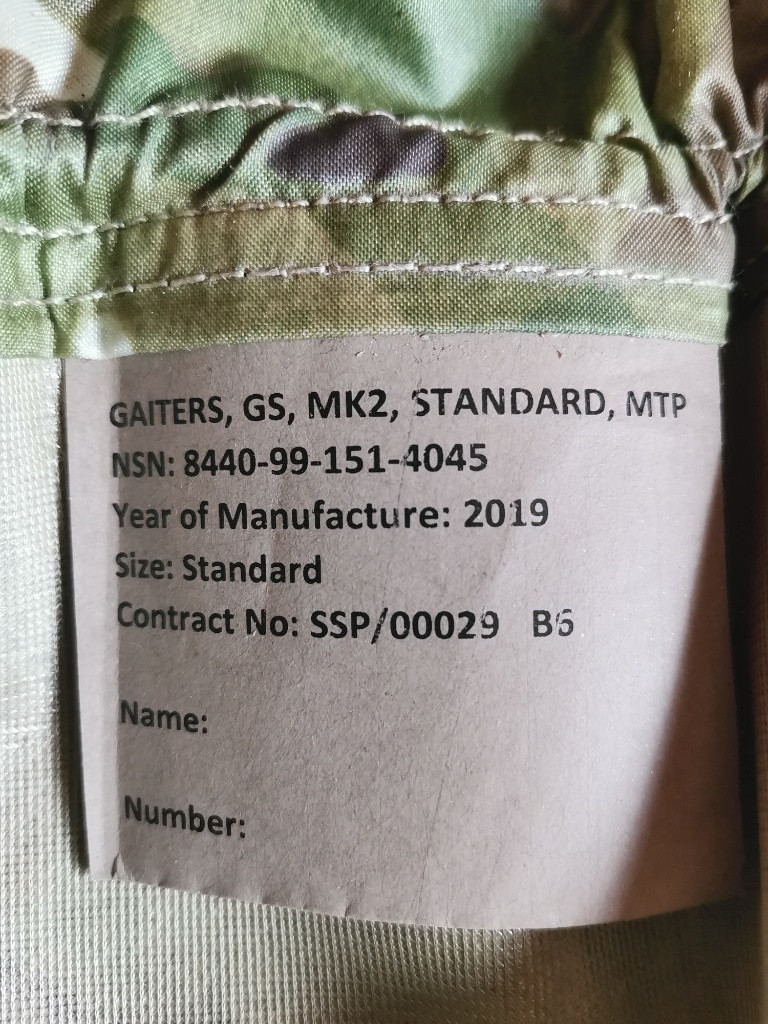 GAITERS, GS, MK2, STANDARD, MTP
NSN: 8440-99-151-4045
Year of Manufacture: 2019
Size: Standard
Contract No: SSP/00029 B6
Name:
Number: